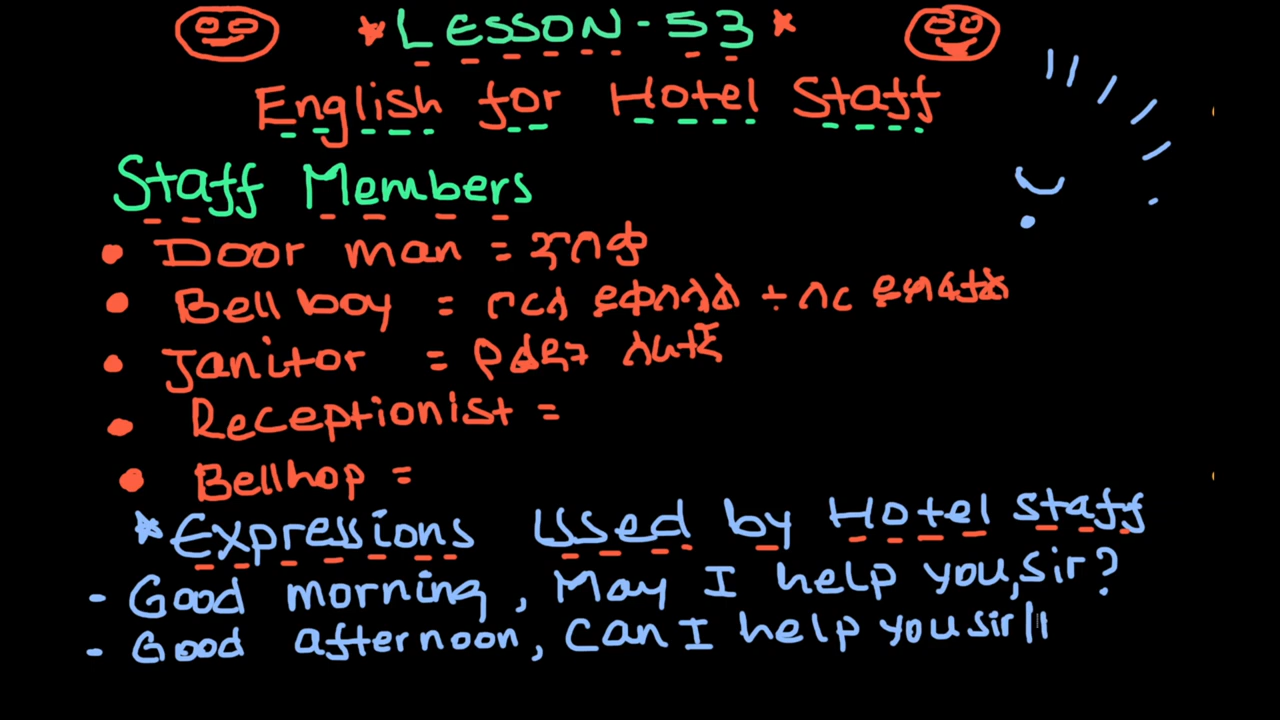 *LESSON-53*
English for Hotel Staff
Staff Members
• Door man =
• Bell boy =
• Janitor =
• Receptionist =
• Bellhop =
*Expressions Ussed by Hotel staff
- Good morning, May I help you, sir?
- Good afternoon, Can I help you sir